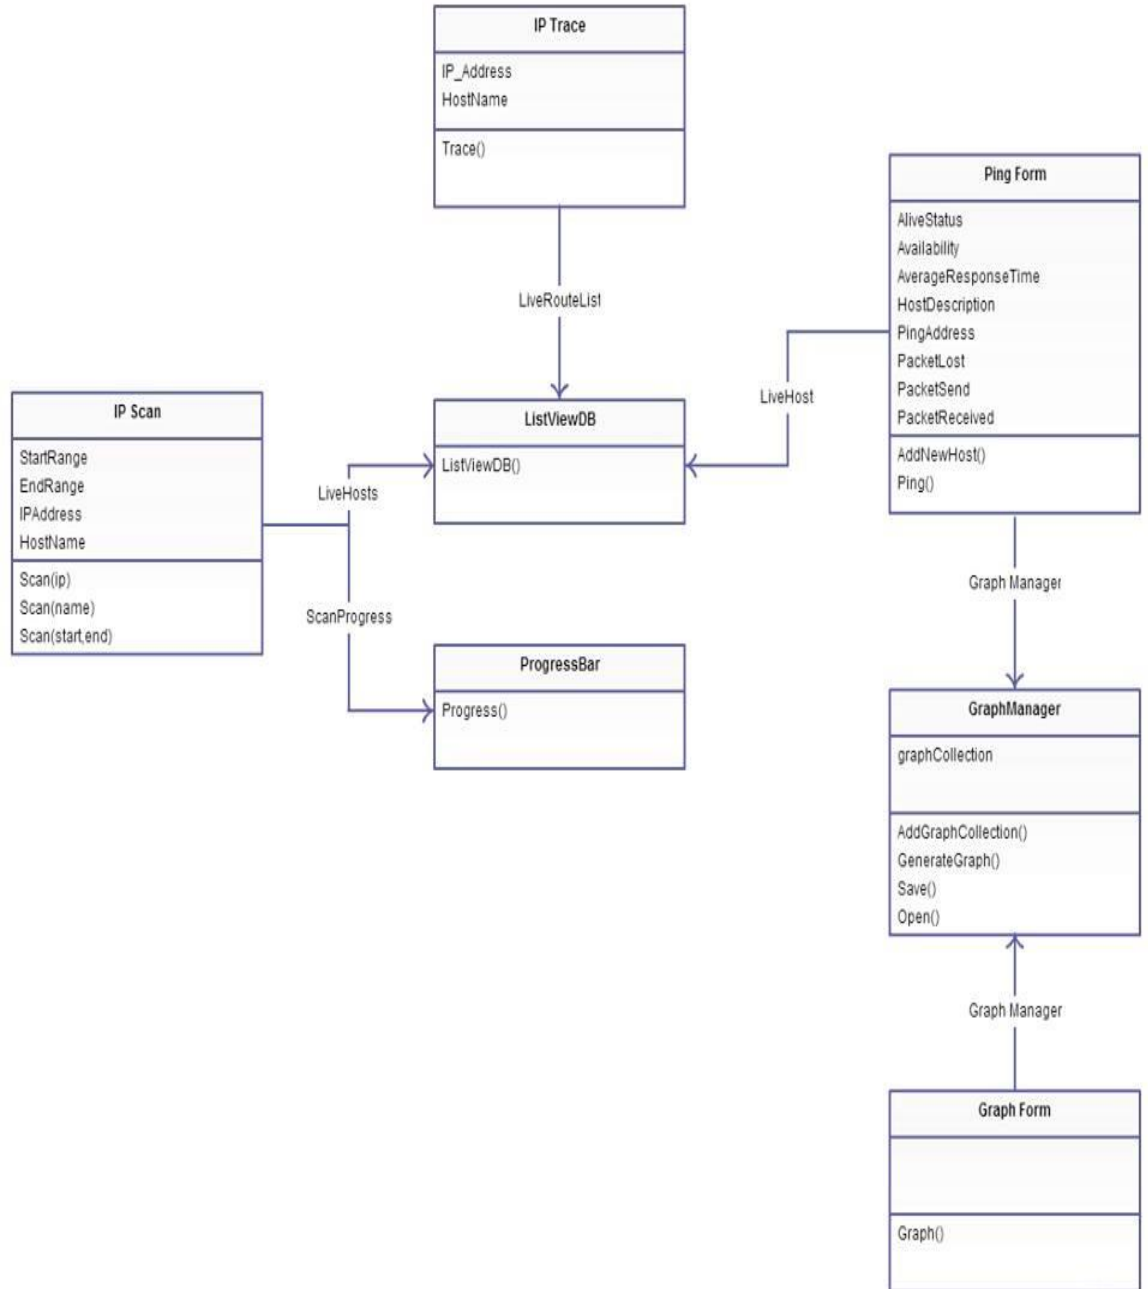 IP Trace
IP_Address
HostName
Trace()
LiveRouteList
Ping Form
AliveStatus
Availability
AverageResponseTime
HostDescription
PingAddress
PacketLost
PacketSend
PacketReceived
AddNewHost()
Ping()
LiveHost
IP Scan
StartRange
EndRange
IPAddress
HostName
Scan(ip)
Scan(name)
Scan(start,end)
LiveHosts
ScanProgress
ListViewDB
ListViewDB()
ProgressBar
Progress()
Graph Manager
GraphManager
graphCollection
AddGraphCollection()
GenerateGraph()
Save()
Open()
Graph Manager
Graph Form
Graph()